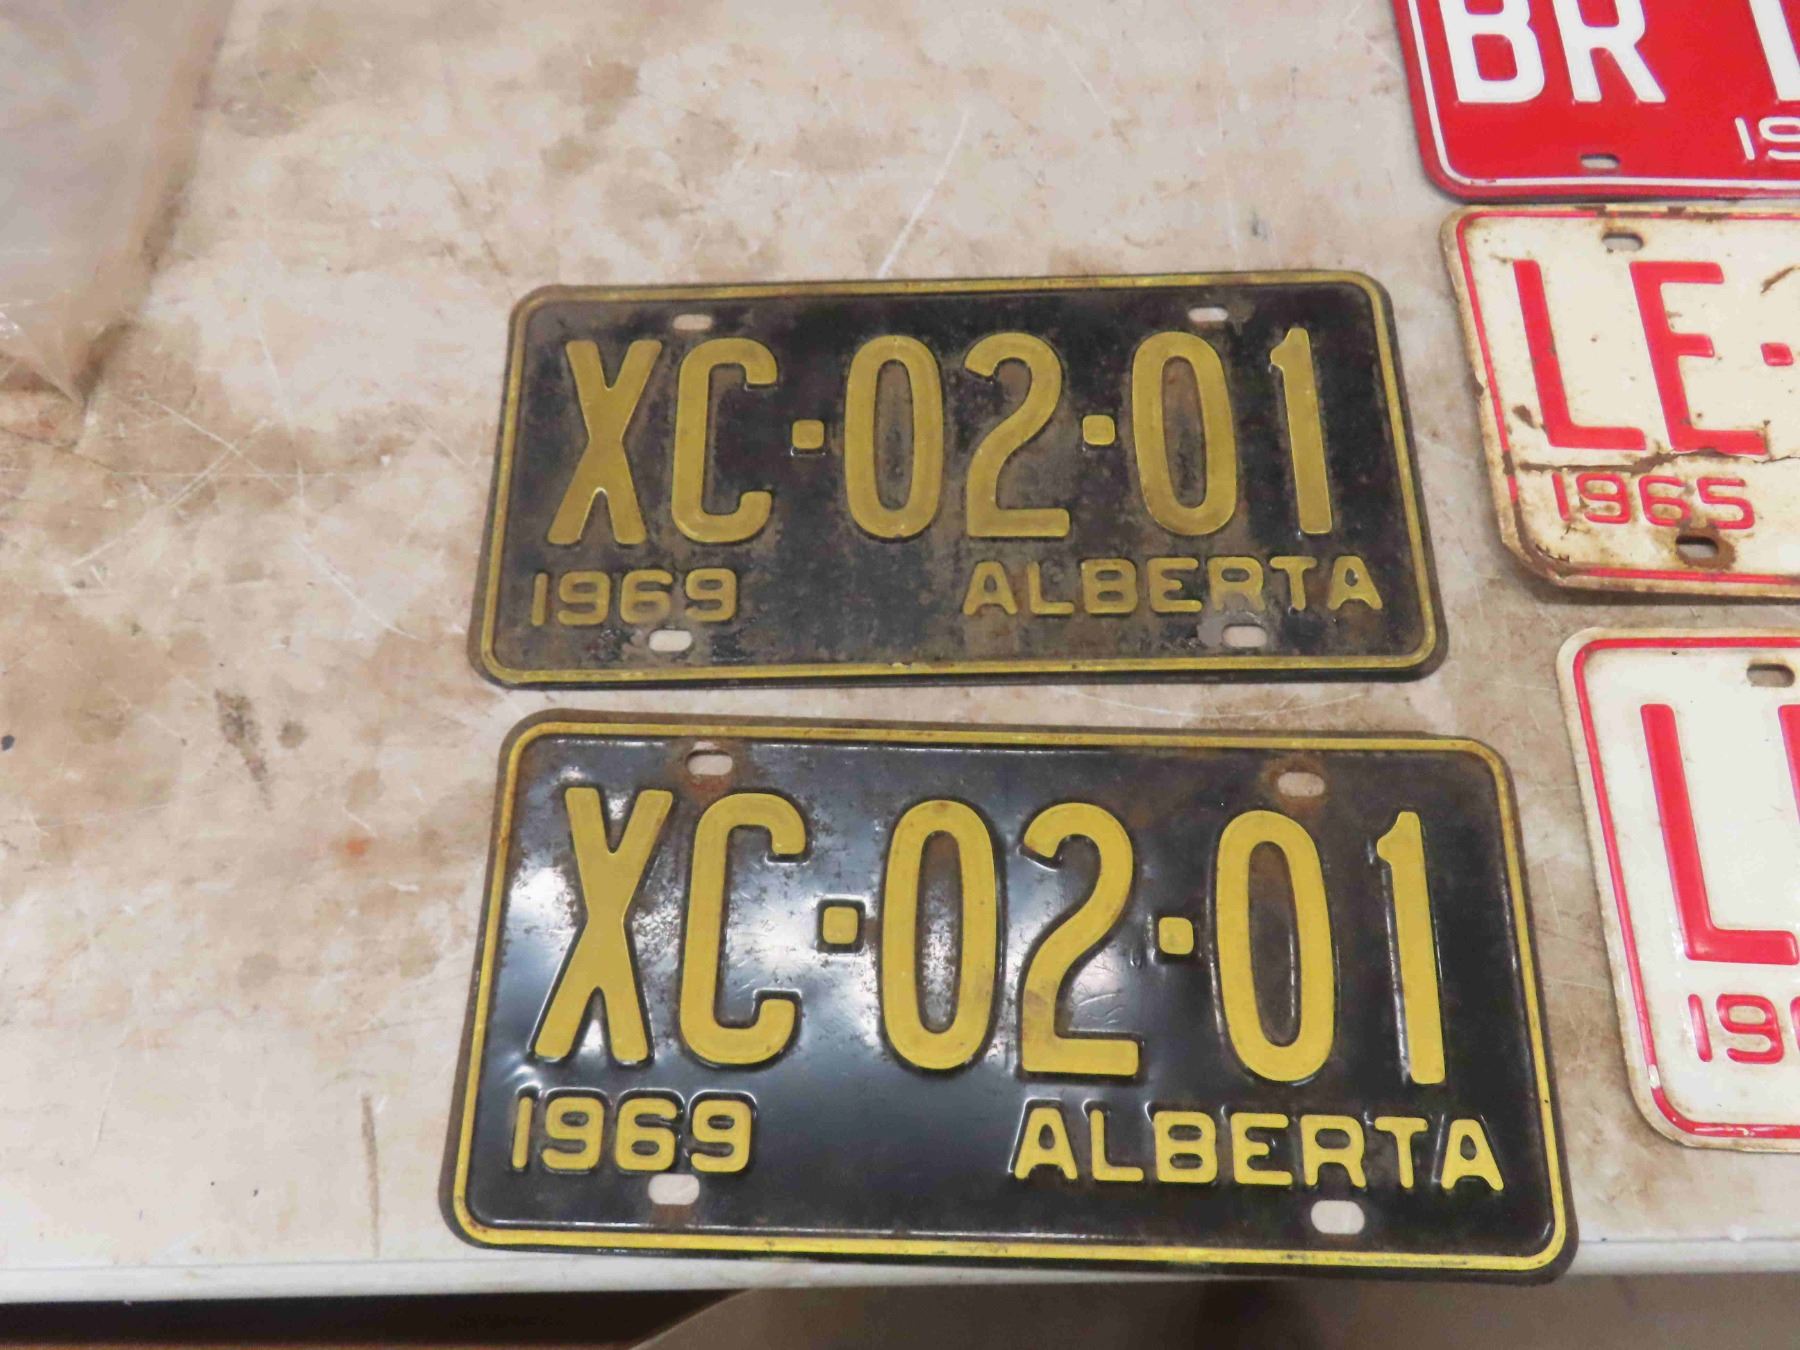 BR
XC·02·01
1969 ALBERTA
LE·
1965
XC·02·01
1969 ALBERTA
L